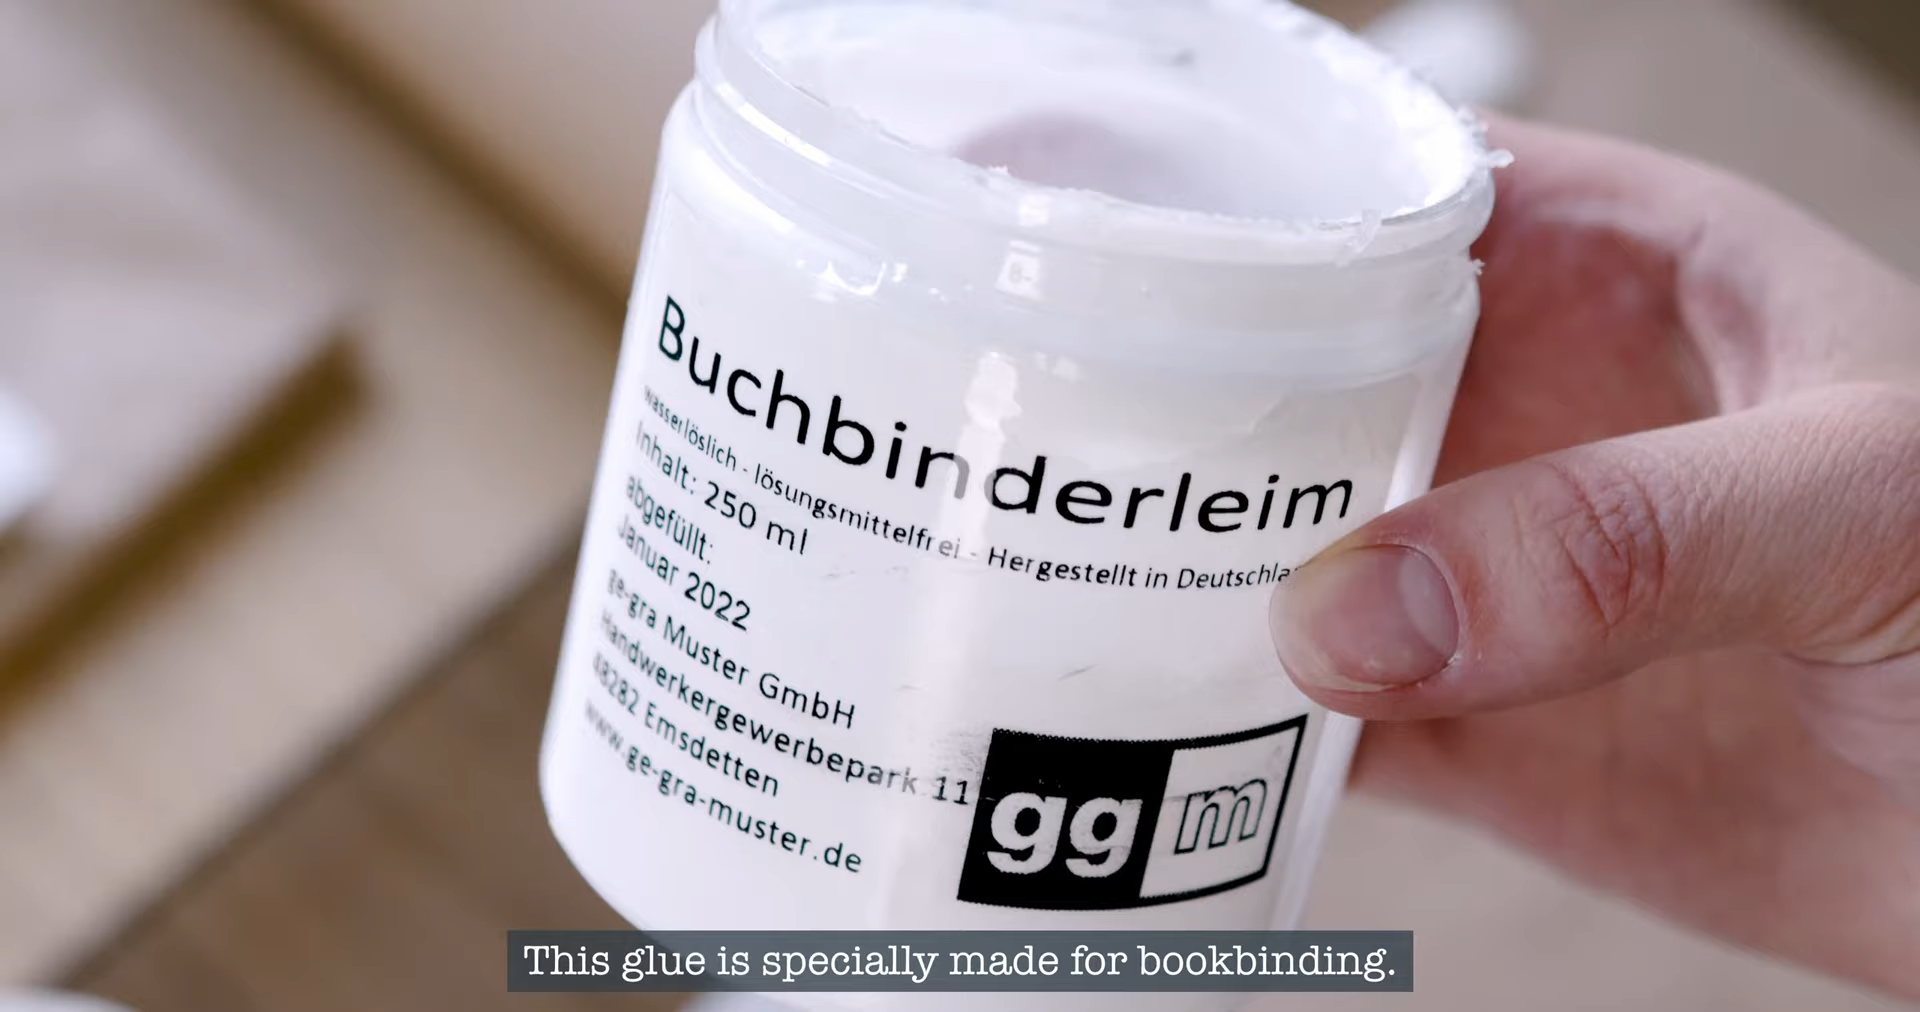 Buchbinderleim
wasserlöslich - lösungsmittelfrei - Hergestellt in
Inhalt: 250 ml
abgefüllt:
Januar 2022
ge-gra Muster GmbH
Handwerkergewerbepark 11
48282 Emsdetten
www.ge-gra-muster.de
gg m
This glue is specially made for bookbinding.